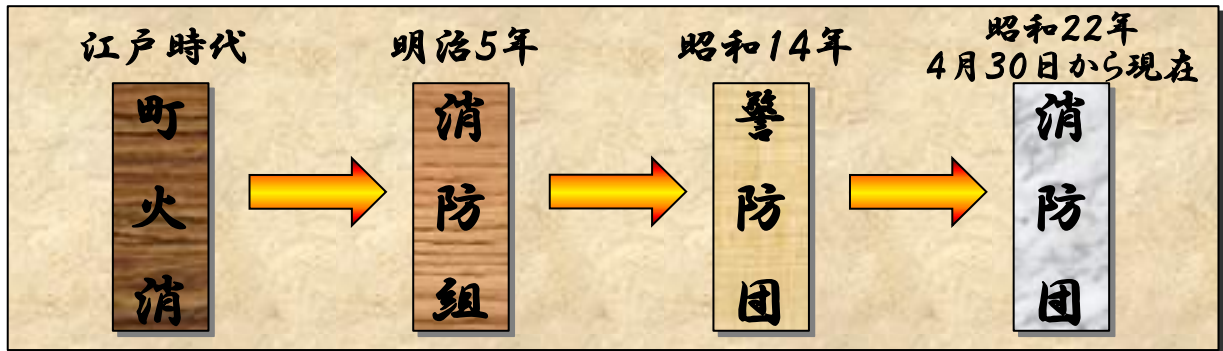 江戸時代
町火消
明治5年
消防組
昭和14年
警防団
昭和22年
4月30日から現在
消防団